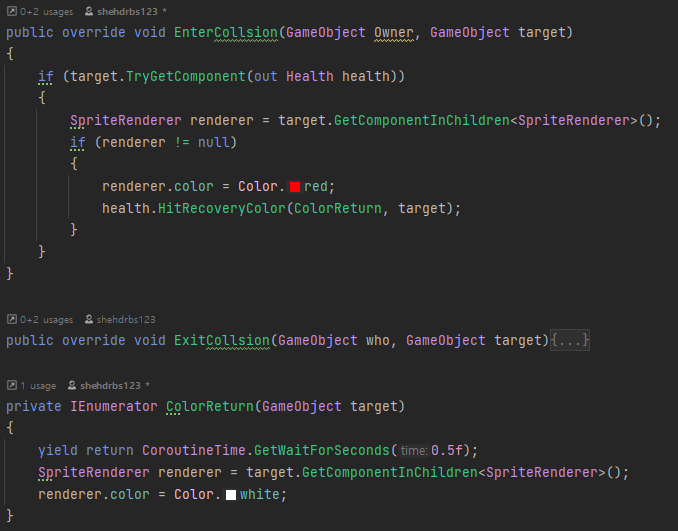 0+2 usages shehdrbs123 *
public override void EnterCollsion(GameObject Owner, GameObject target)
{
    if (target.TryGetComponent(out Health health))
    {
        SpriteRenderer renderer = target.GetComponentInChildren<SpriteRenderer>();
        if (renderer != null)
        {
            renderer.color = Color.red;
            health.HitRecoveryColor(ColorReturn, target);
        }
    }
}
0+2 usages shehdrbs123
public override void ExitCollsion(GameObject who, GameObject target){...}
1 usage shehdrbs123 *
private IEnumerator ColorReturn(GameObject target)
{
    yield return CoroutineTime.GetWaitForSeconds(time:0.5f);
    SpriteRenderer renderer = target.GetComponentInChildren<SpriteRenderer>();
    renderer.color = Color.white;
}